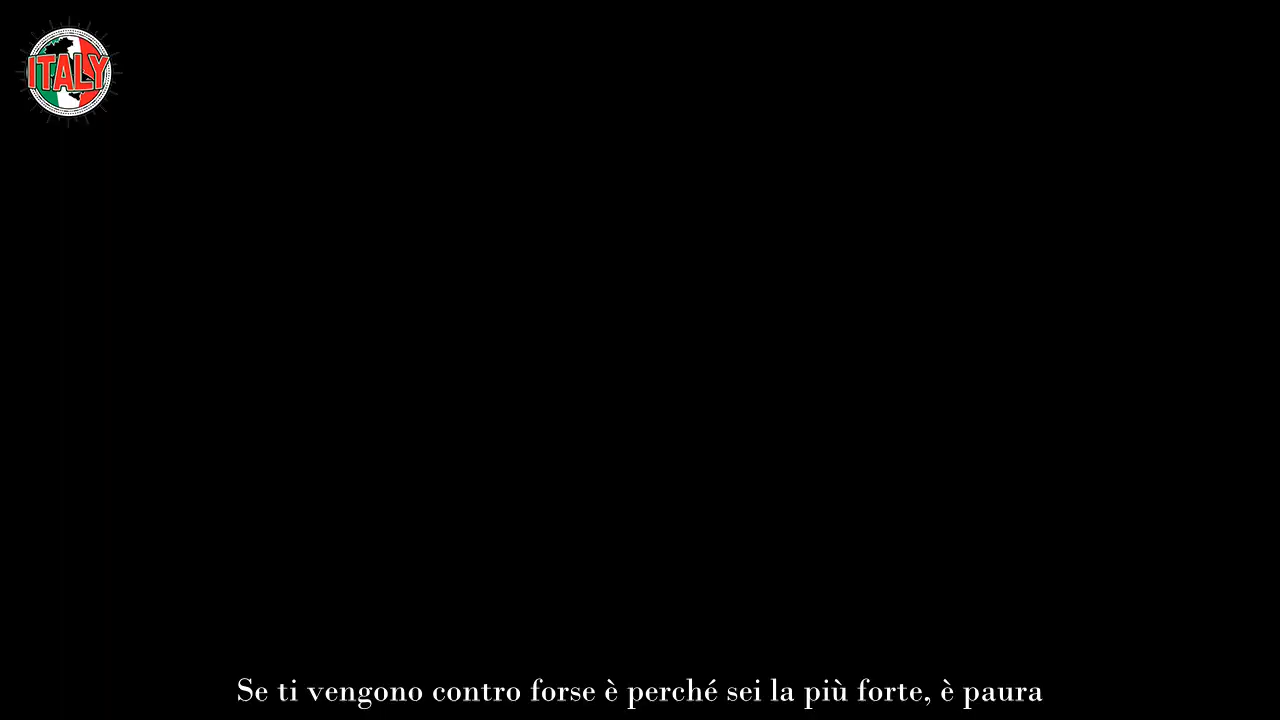 ITALY
Se ti vengono contro forse è perché sei la più forte, è paura